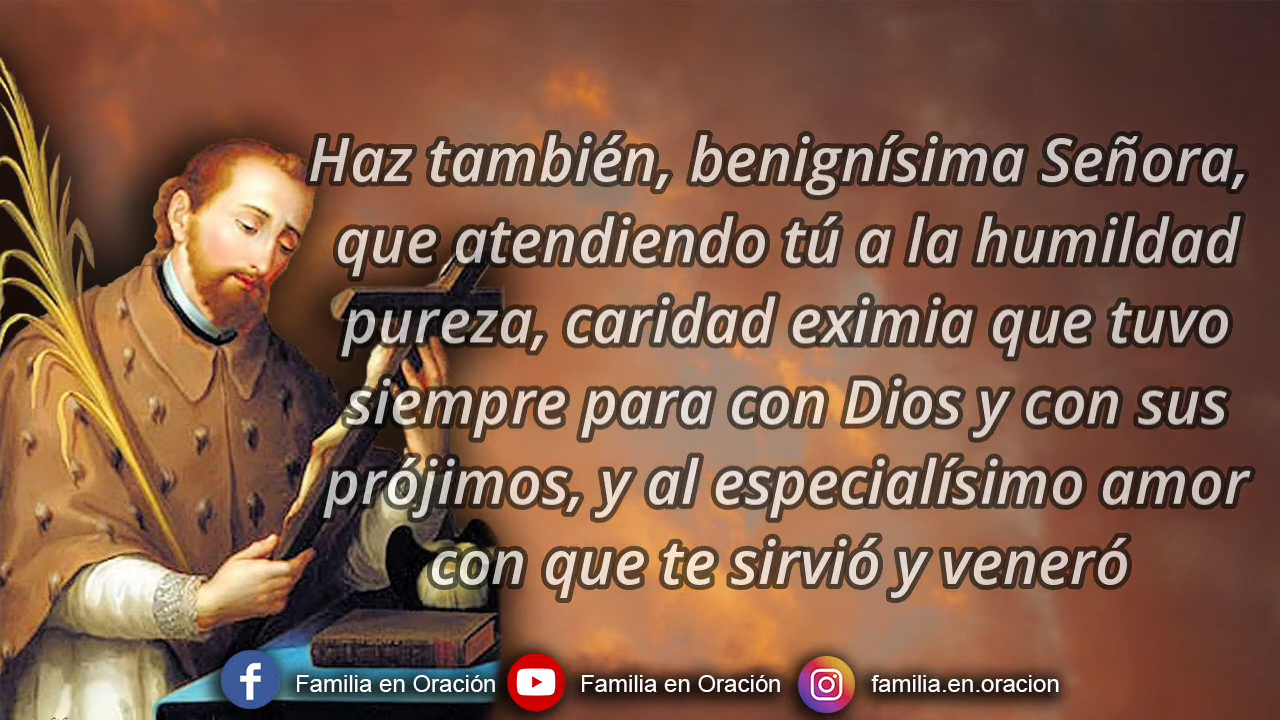 Haz también, benignísima Señora,
que atendiendo tú a la humildad
pureza, caridad eximia que tuvo
siempre para con Dios y con sus
prójimos, y al especialísimo amor
con que te sirvió y veneró
Familia en Oración
Familia en Oración
familia.en.oracion